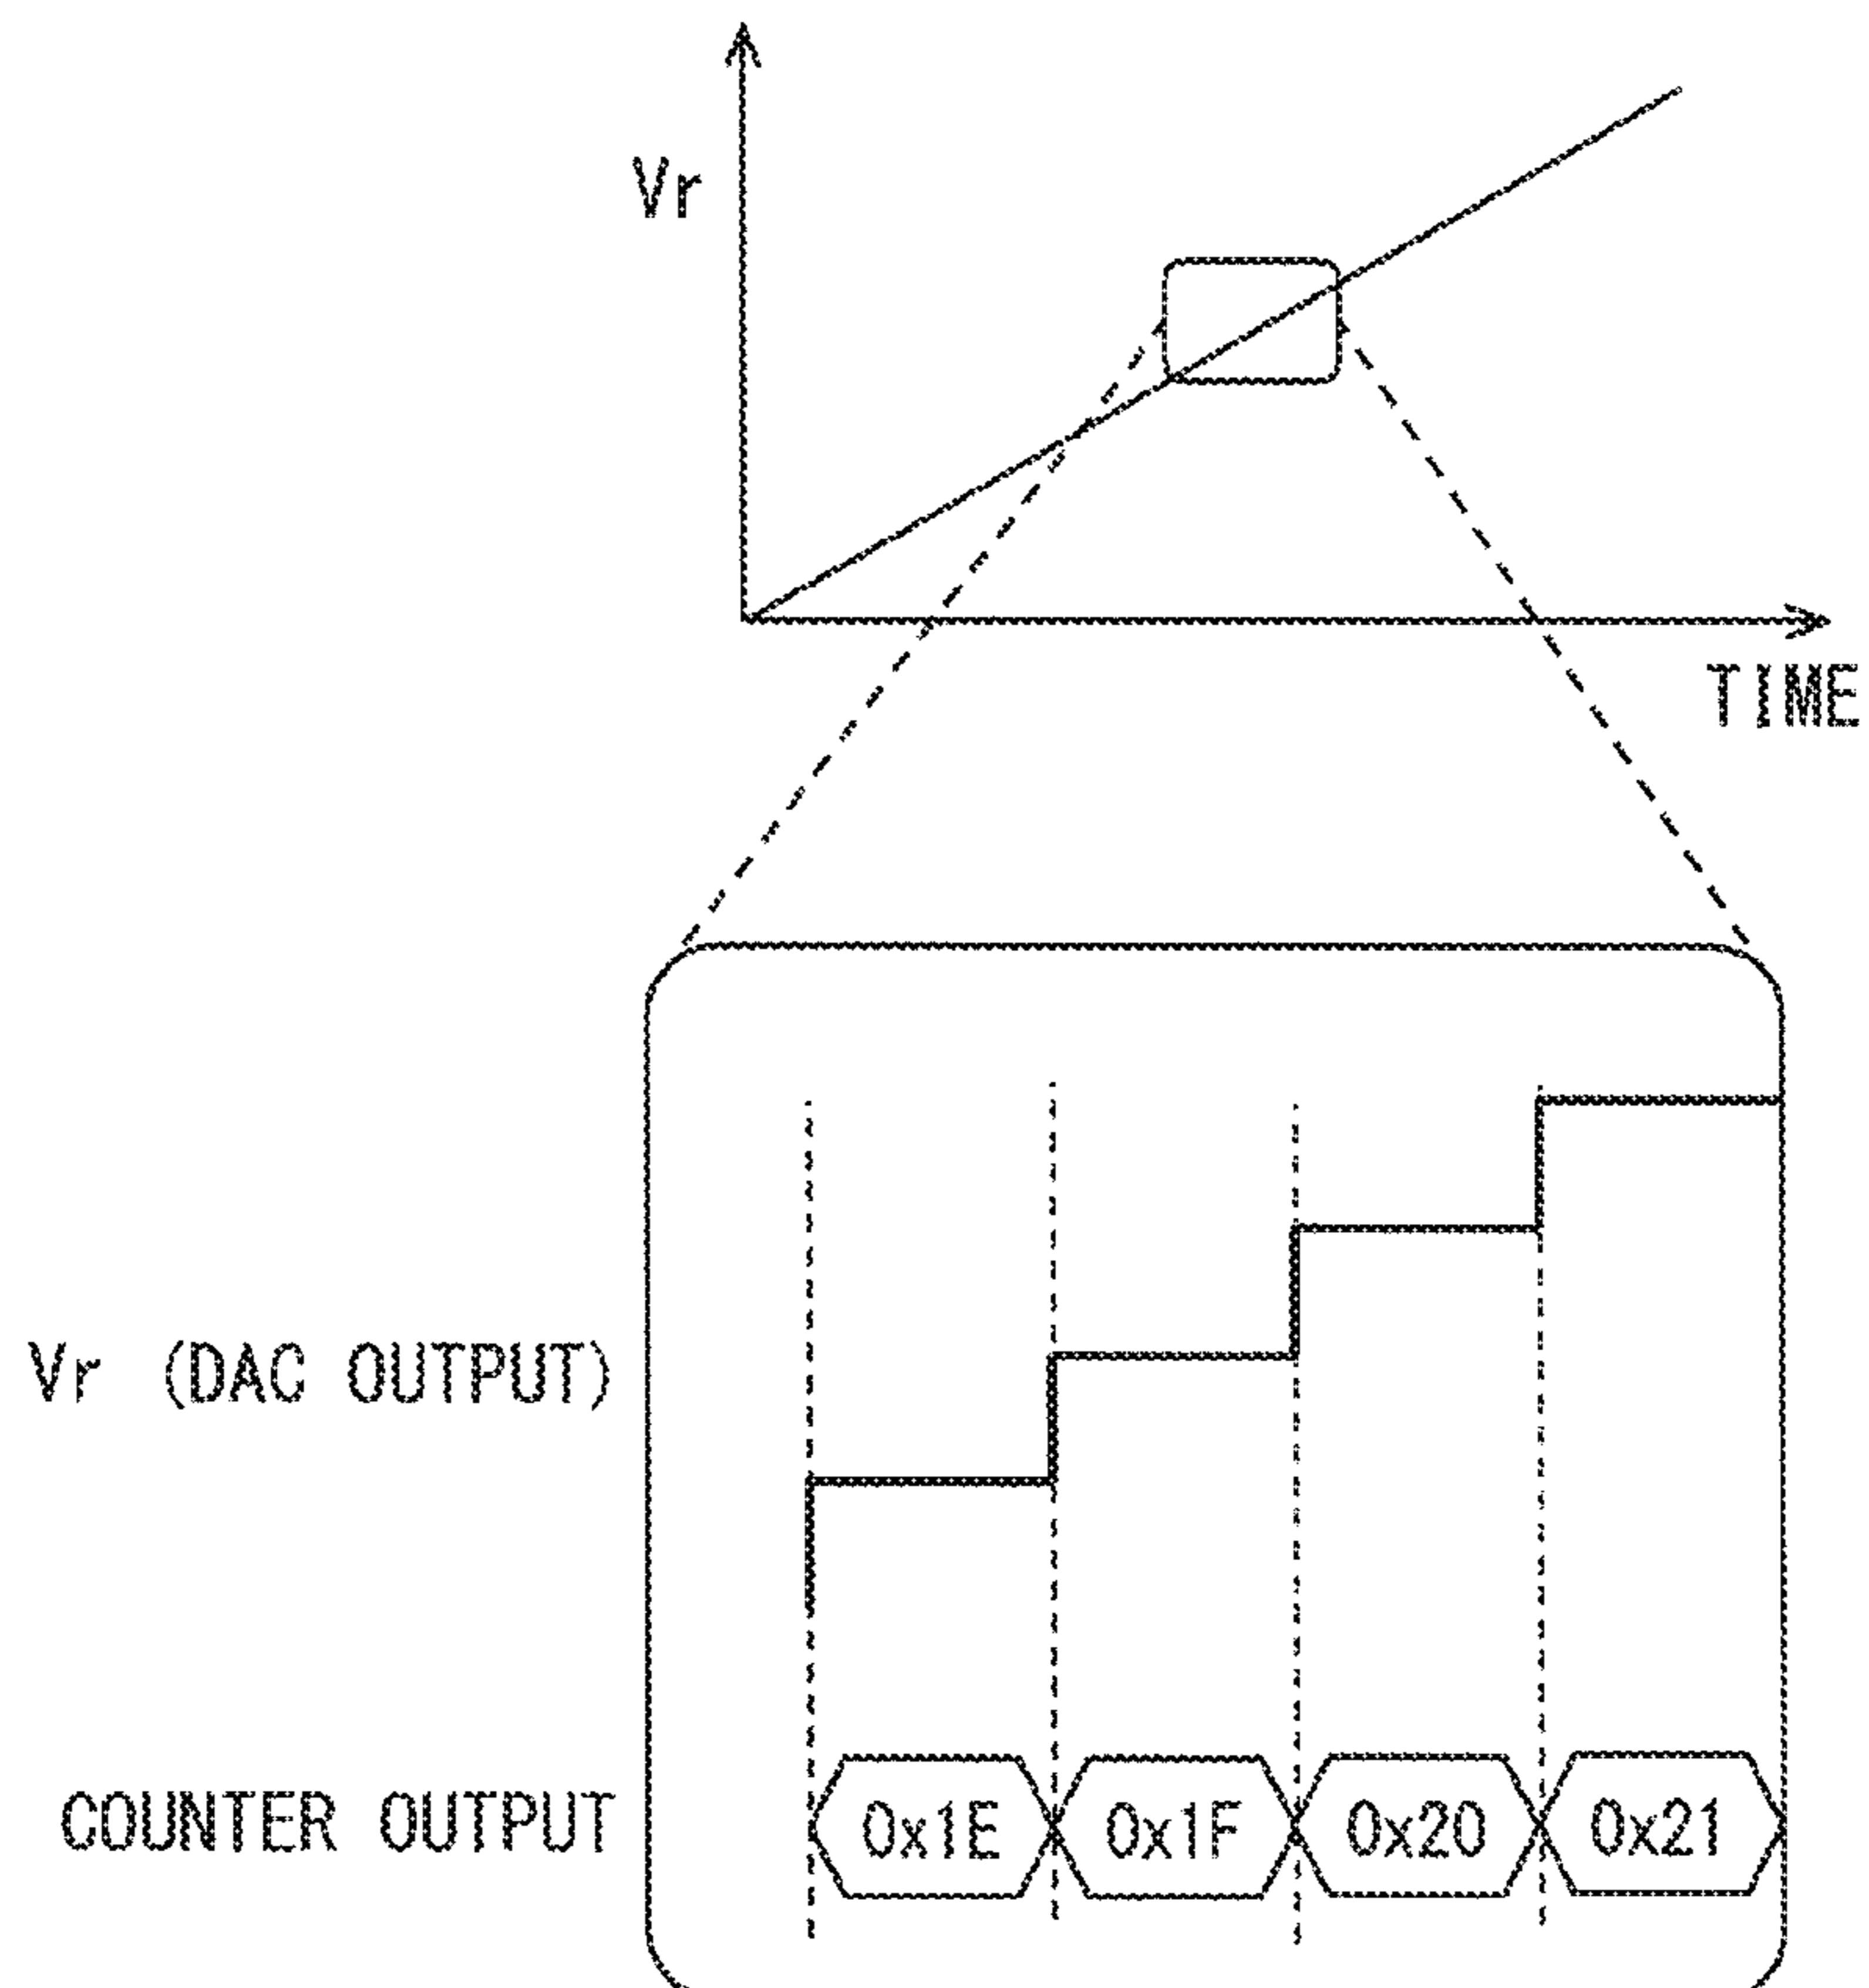 Vr
TIME
Vr (DAC OUTPUT)
COUNTER OUTPUT 0x1E 0x1F 0x20 0x21